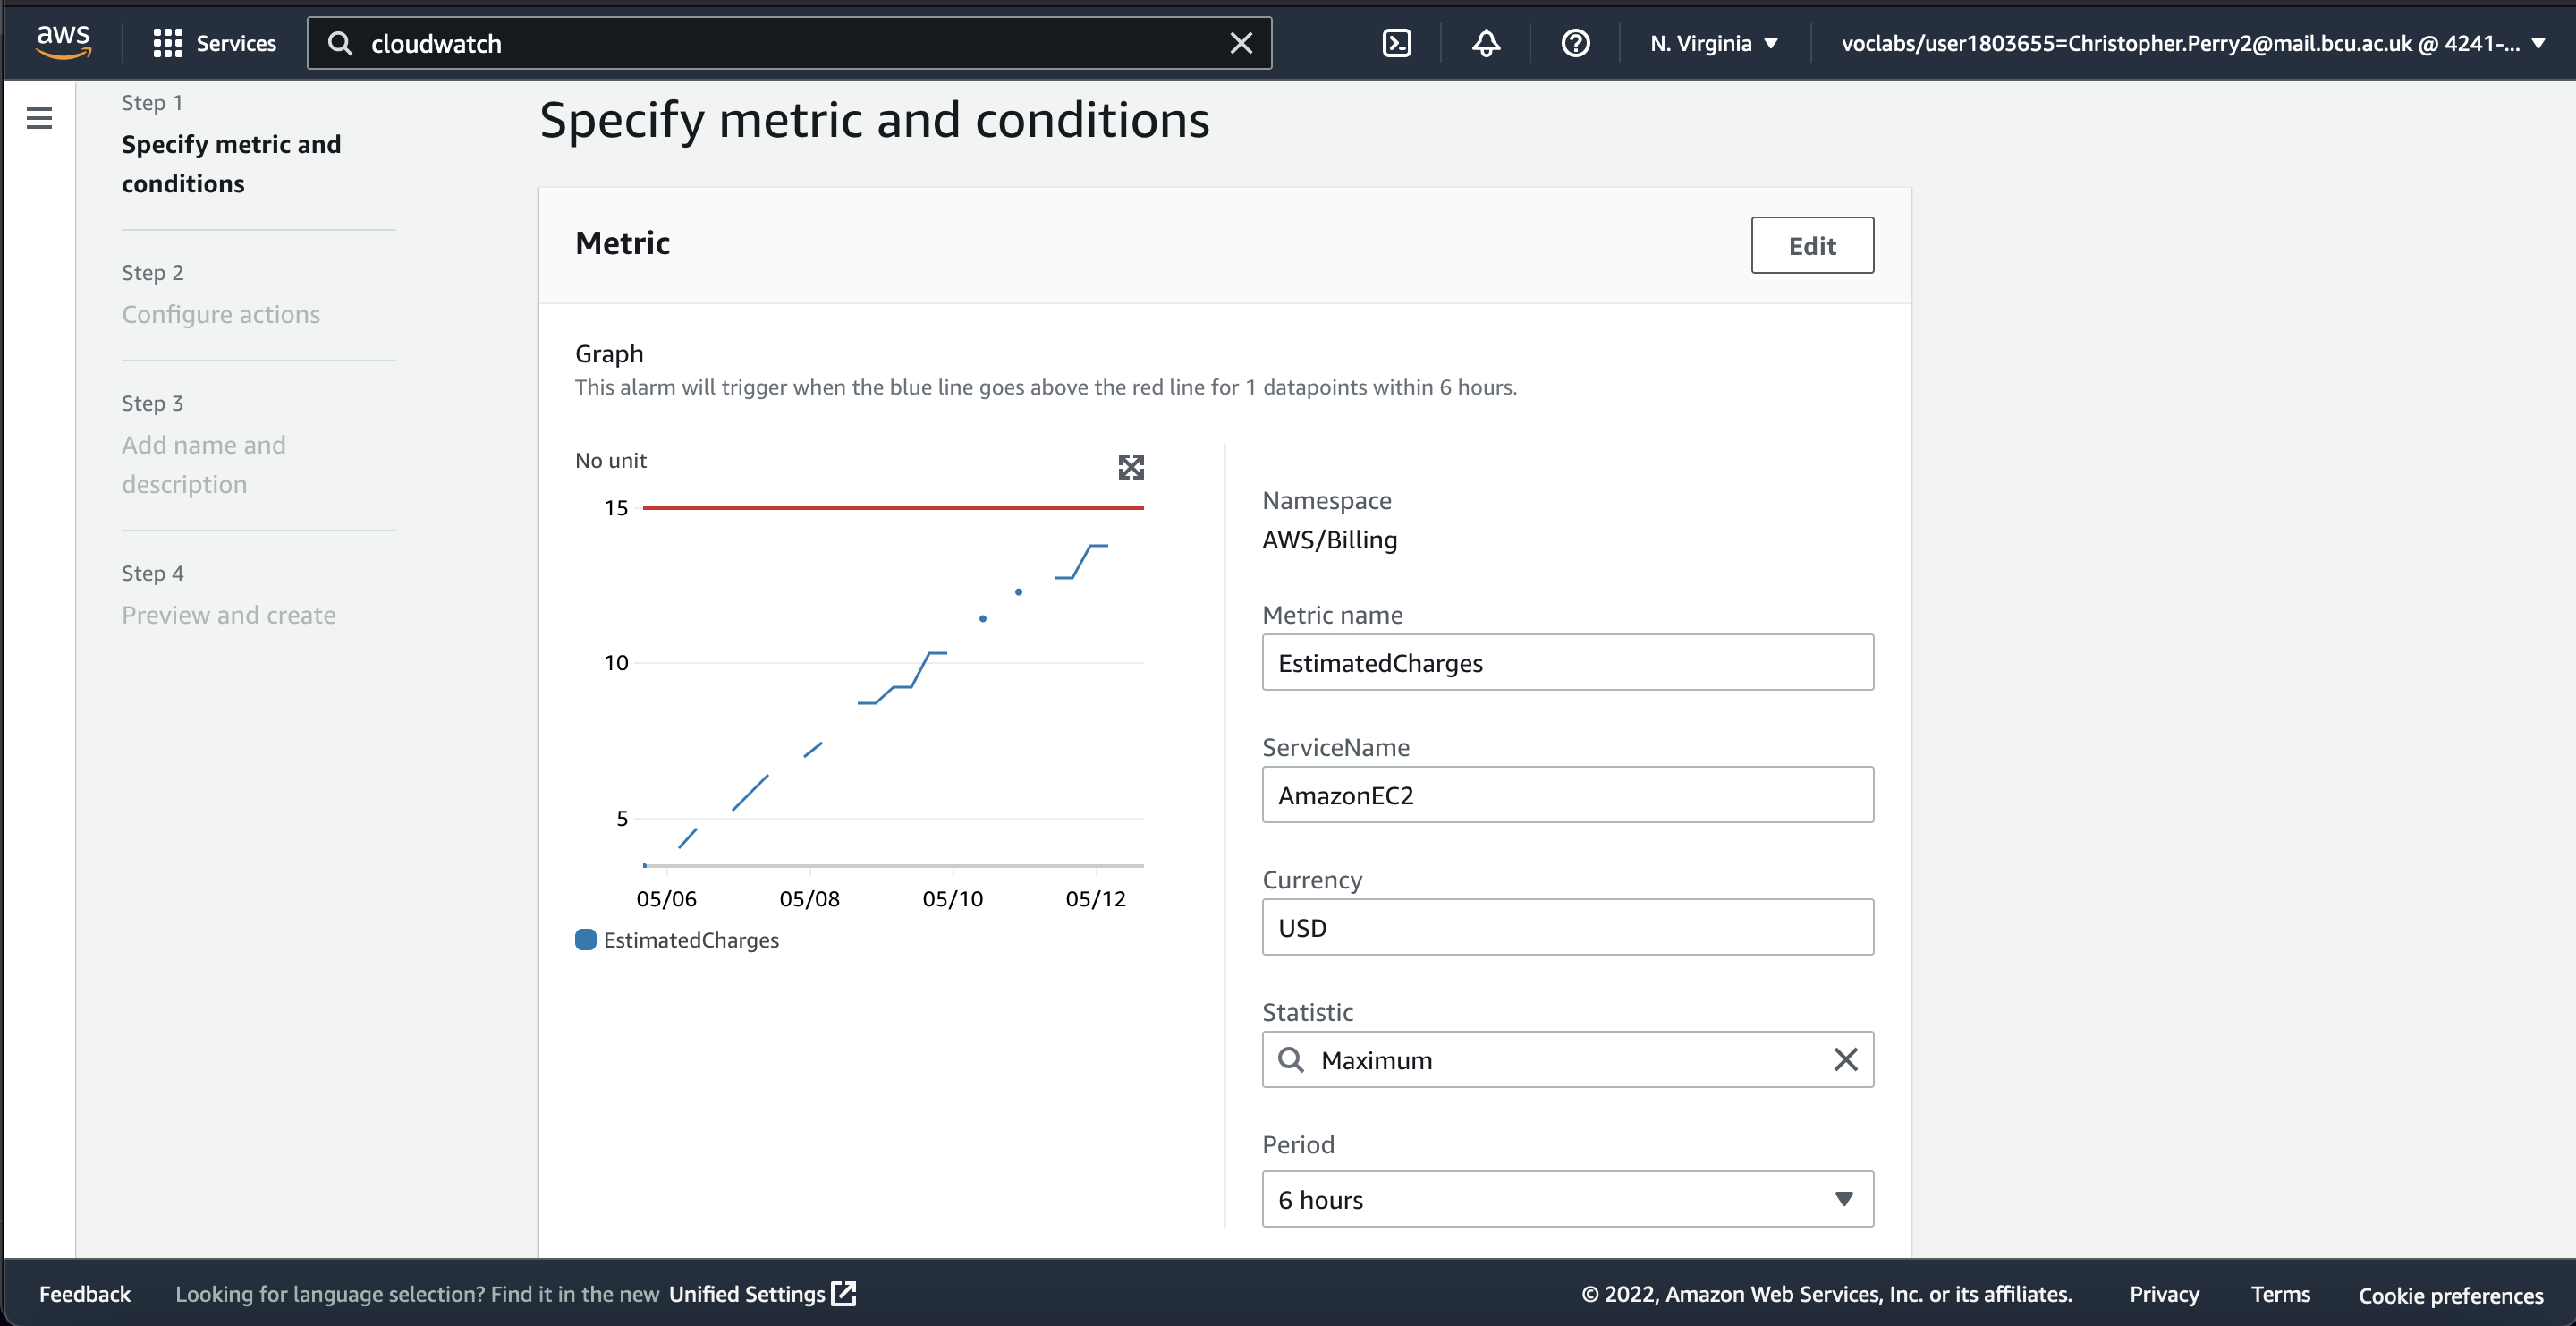 aws
Services
cloudwatch
N. Virginia
voclabs/user1803655=Christopher.Perry2@mail.bcu.ac.uk @ 4241-...
Step 1
Specify metric and
conditions
Step 2
Configure actions
Step 3
Add name and
description
Step 4
Preview and create
Specify metric and conditions
Metric
Edit
Graph
This alarm will trigger when the blue line goes above the red line for 1 datapoints within 6 hours.
No unit
15
10
5
05/06
05/08
05/10
05/12
EstimatedCharges
Namespace
AWS/Billing
Metric name
EstimatedCharges
ServiceName
AmazonEC2
Currency
USD
Statistic
Maximum
Period
6 hours
Feedback
Looking for language selection? Find it in the new Unified Settings
© 2022, Amazon Web Services, Inc. or its affiliates.
Privacy
Terms
Cookie preferences